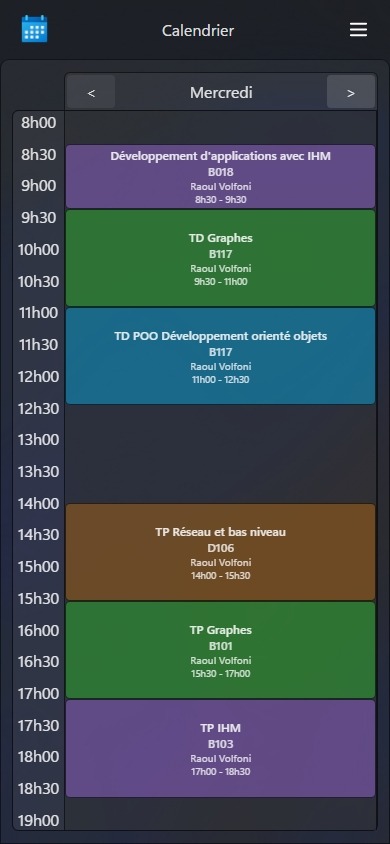 Calendrier
<
Mercredi
>
8h00
8h30
9h00
9h30
10h00
10h30
11h00
11h30
12h00
12h30
13h00
13h30
14h00
14h30
15h00
15h30
16h00
16h30
17h00
17h30
18h00
18h30
19h00
Développement d'applications avec IHM
B018
Raoul Volfoni
8h30 - 9h30
TD Graphes
B117
Raoul Volfoni
9h30 - 11h00
TD POO Développement orienté objets
B117
Raoul Volfoni
11h00 - 12h30
TP Réseau et bas niveau
D106
Raoul Volfoni
14h00 - 15h30
TP Graphes
B101
Raoul Volfoni
15h30 - 17h00
TP IHM
B103
Raoul Volfoni
17h00 - 18h30